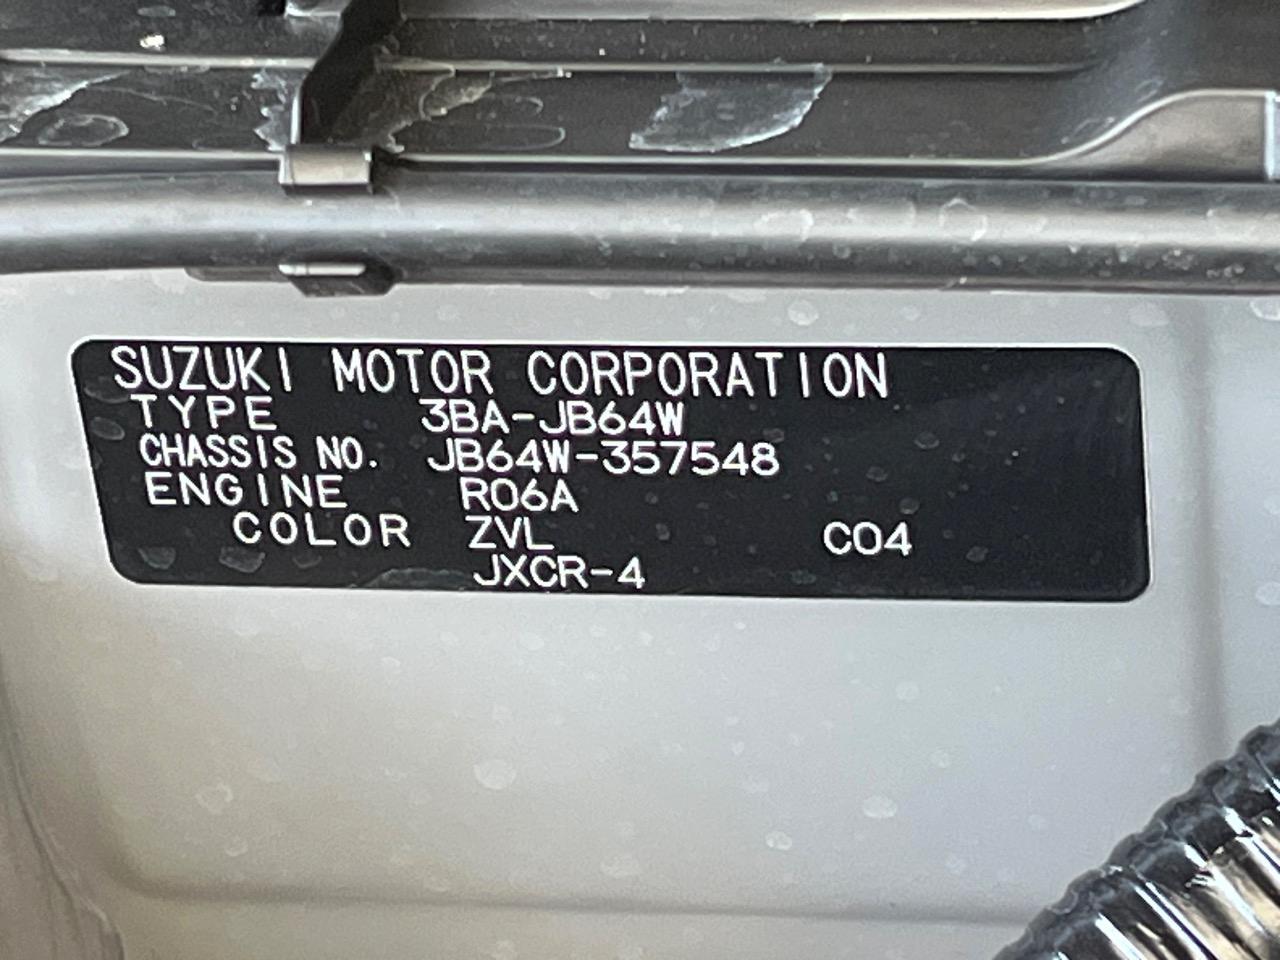 SUZUKI MOTOR CORPORATION
TYPE 3BA-JB64W
CHASSIS NO. JB64W-357548
ENGINE R06A
COLOR ZVL C04
JXCR-4